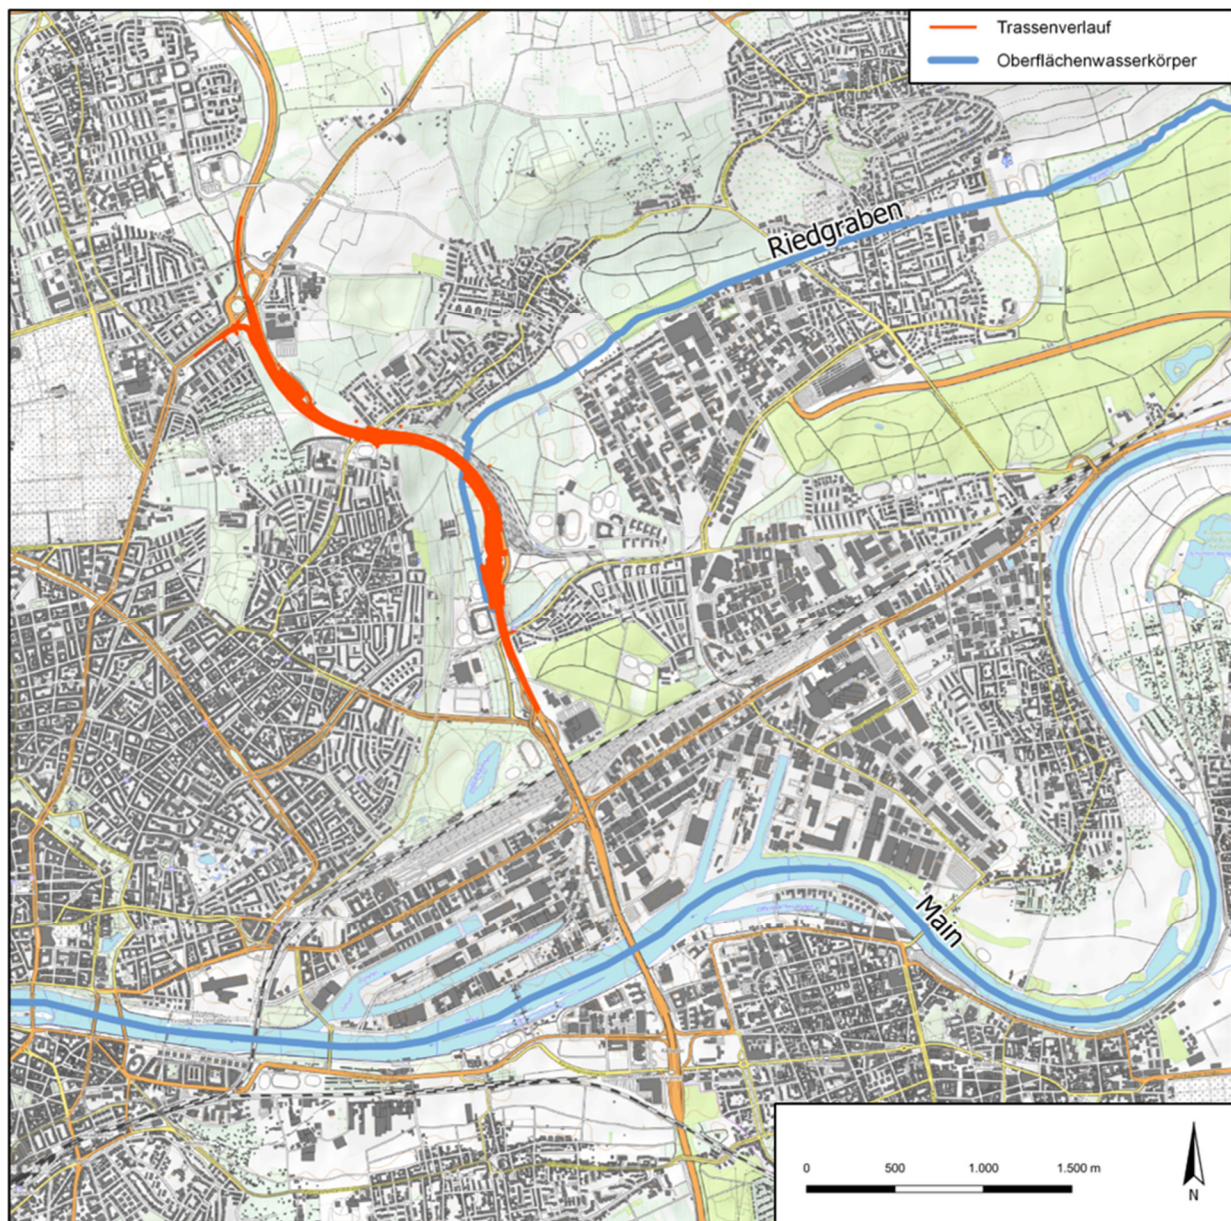 Trassenverlauf
Oberflächenwasserkörper
Riedgraben
Main
0 500 1.000 1.500 m
N